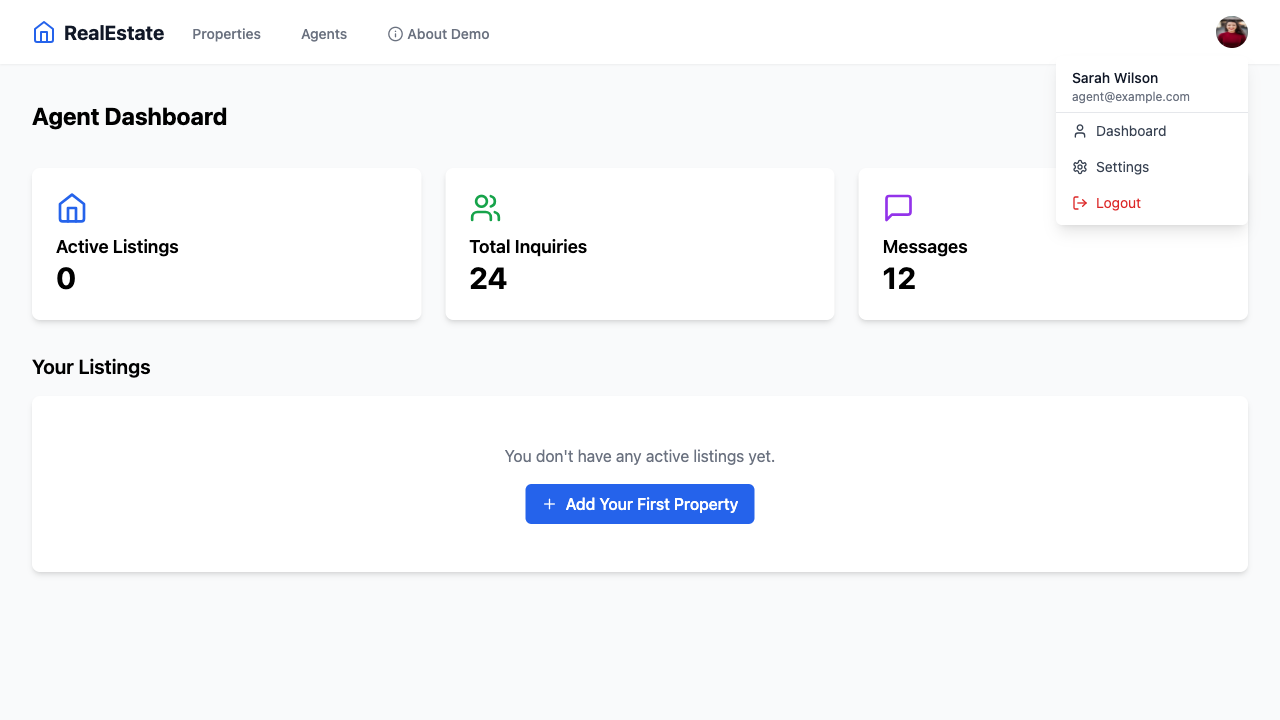 RealEstate
Properties
Agents
About Demo
Sarah Wilson
agent@example.com
Dashboard
Settings
Logout
Agent Dashboard
Active Listings
0
Total Inquiries
24
Messages
12
Your Listings
You don't have any active listings yet.
Add Your First Property